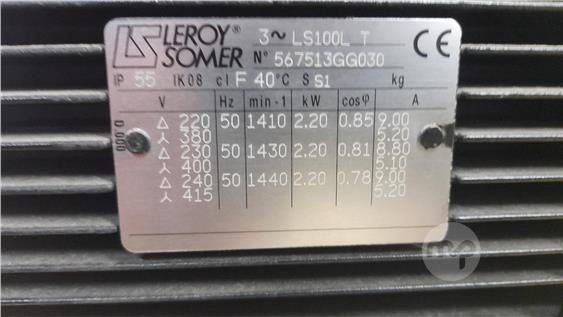 LEROY® SOMER
3~ LS100L T
N° 567513GG030
IP 55 IK08 cl F 40°C S S1 kg
V Hz min-1 kW cosφ A
Δ 220 50 1410 2.20 0.85 9.00
⅄ 380 5.20
Δ 230 50 1430 2.20 0.81 8.80
⅄ 400 5.10
Δ 240 50 1440 2.20 0.78 9.00
⅄ 415 5.20
CE
mp